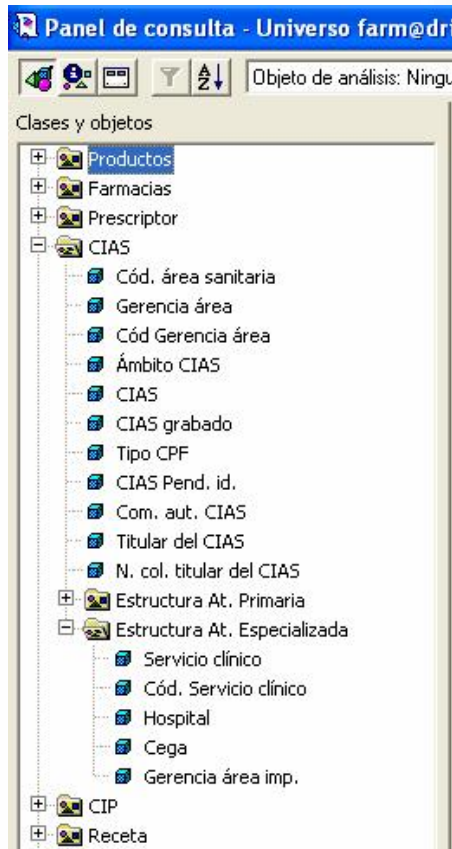 Panel de consulta - Universo farm@dri
Objeto de análisis: Ningu
Clases y objetos
Productos
Farmacias
Prescriptor
CIAS
Cód. área sanitaria
Gerencia área
Cód Gerencia área
Ámbito CIAS
CIAS
CIAS grabado
Tipo CPF
CIAS Pend. id.
Com. aut. CIAS
Titular del CIAS
N. col. titular del CIAS
Estructura At. Primaria
Estructura At. Especializada
Servicio clínico
Cód. Servicio clínico
Hospital
Cega
Gerencia área imp.
CIP
Receta